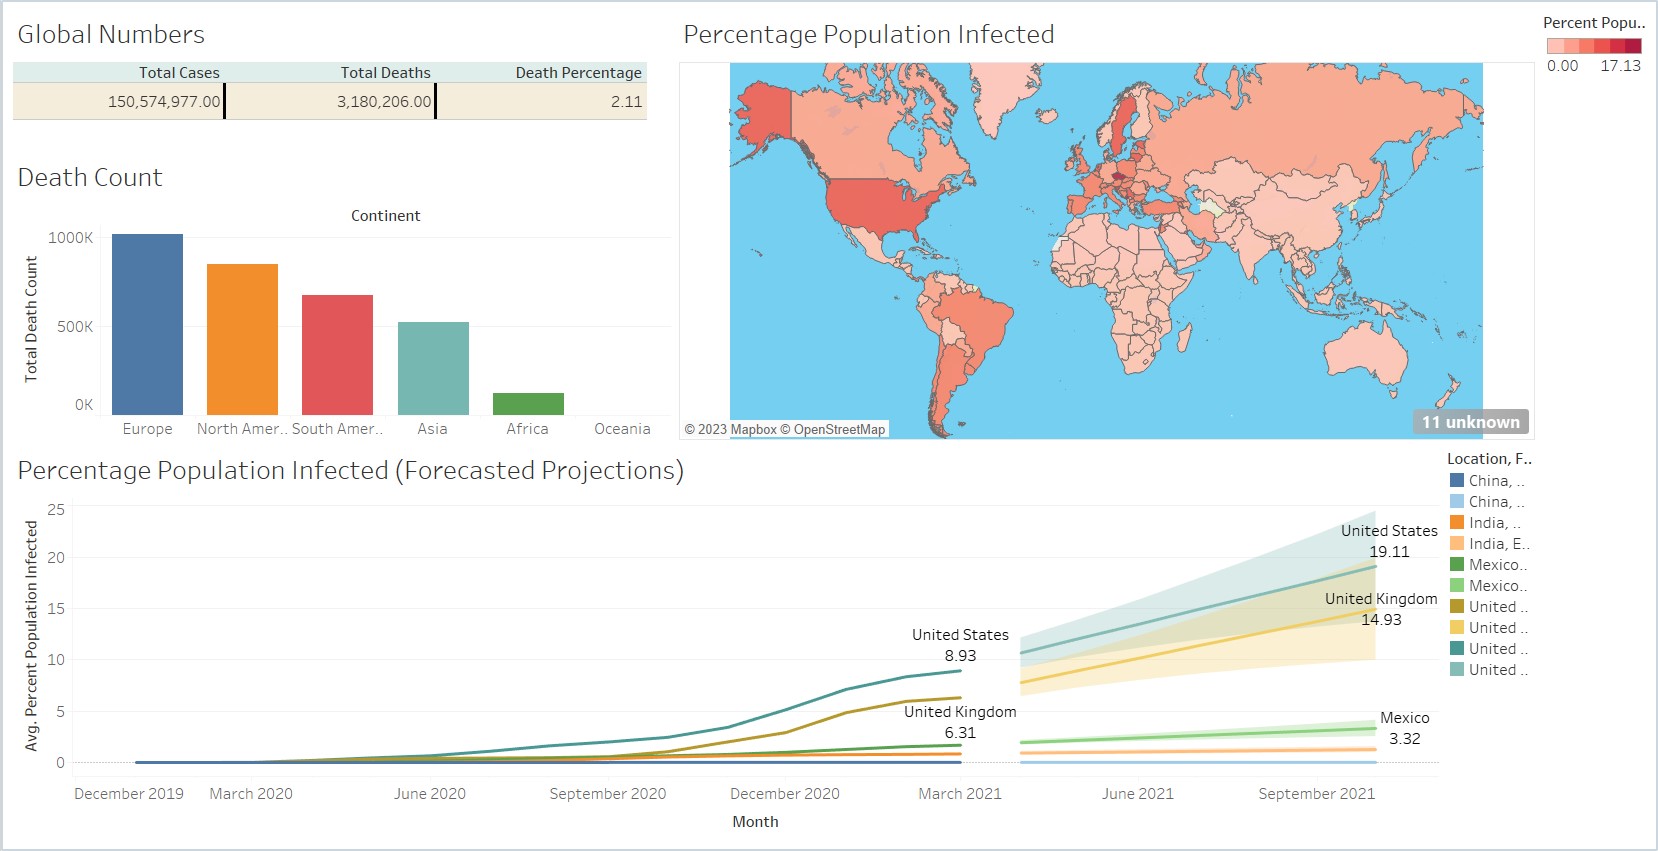 Global Numbers
Total Cases Total Deaths Death Percentage
150,574,977.00 3,180,206.00 2.11
Death Count
Continent
Total Death Count
1000K
500K
0K
Europe North Amer.. South Amer.. Asia Africa Oceania
Percentage Population Infected
© 2023 Mapbox © OpenStreetMap
11 unknown
Percent Popu..
0.00 17.13
Percentage Population Infected (Forecasted Projections)
Avg. Percent Population Infected
25
20
15
10
5
0
United States
8.93
United Kingdom
6.31
United States
19.11
United Kingdom
14.93
Mexico
3.32
December 2019 March 2020 June 2020 September 2020 December 2020 March 2021 June 2021 September 2021
Month
Location, F..
China, ..
China, ..
India, ..
India, E..
Mexico..
Mexico..
United ..
United ..
United ..
United ..